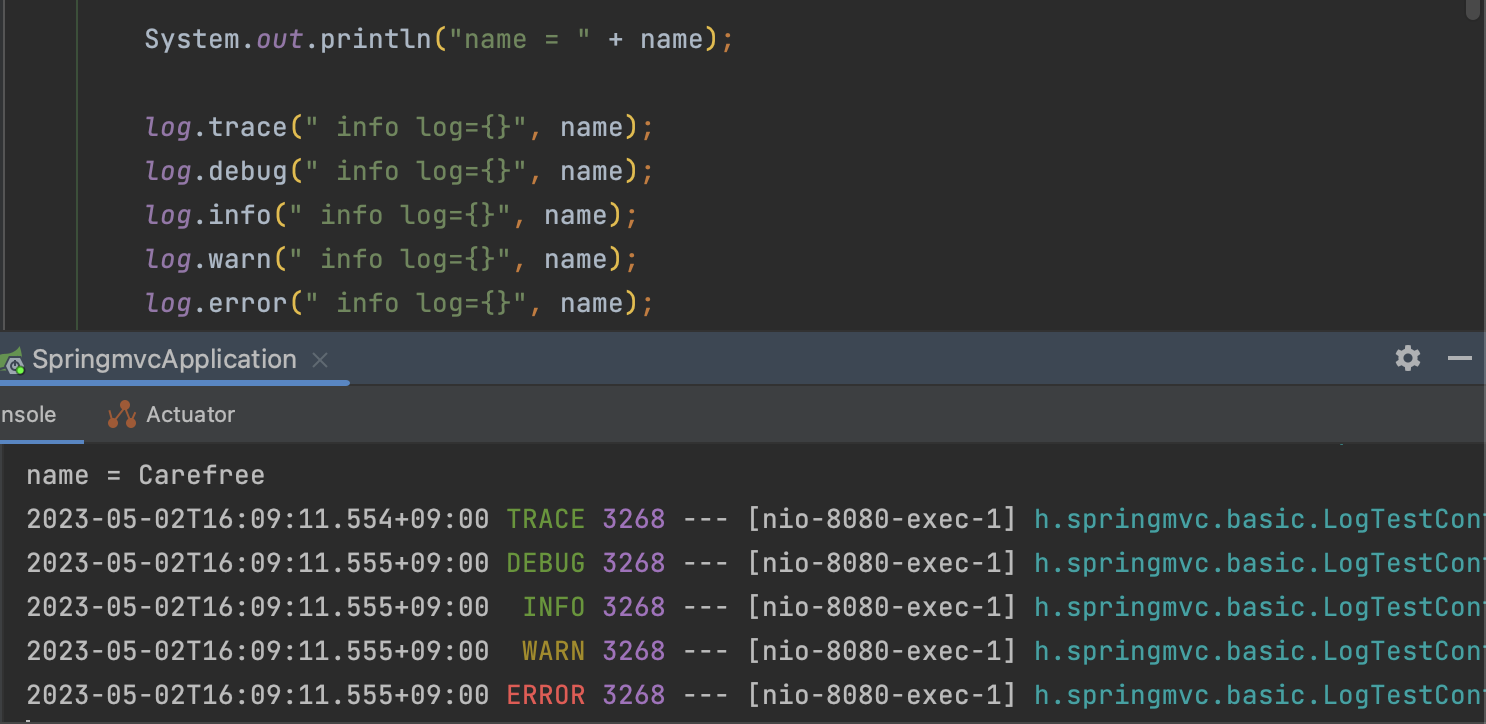 System.out.println("name = " + name);
log.trace(" info log={}", name);
log.debug(" info log={}", name);
log.info(" info log={}", name);
log.warn(" info log={}", name);
log.error(" info log={}", name);
SpringmvcApplication
nsole Actuator
name = Carefree
2023-05-02T16:09:11.554+09:00 TRACE 3268 --- [nio-8080-exec-1] h.springmvc.basic.LogTestCon
2023-05-02T16:09:11.555+09:00 DEBUG 3268 --- [nio-8080-exec-1] h.springmvc.basic.LogTestCon
2023-05-02T16:09:11.555+09:00  INFO 3268 --- [nio-8080-exec-1] h.springmvc.basic.LogTestCon
2023-05-02T16:09:11.555+09:00  WARN 3268 --- [nio-8080-exec-1] h.springmvc.basic.LogTestCon
2023-05-02T16:09:11.555+09:00 ERROR 3268 --- [nio-8080-exec-1] h.springmvc.basic.LogTestCon